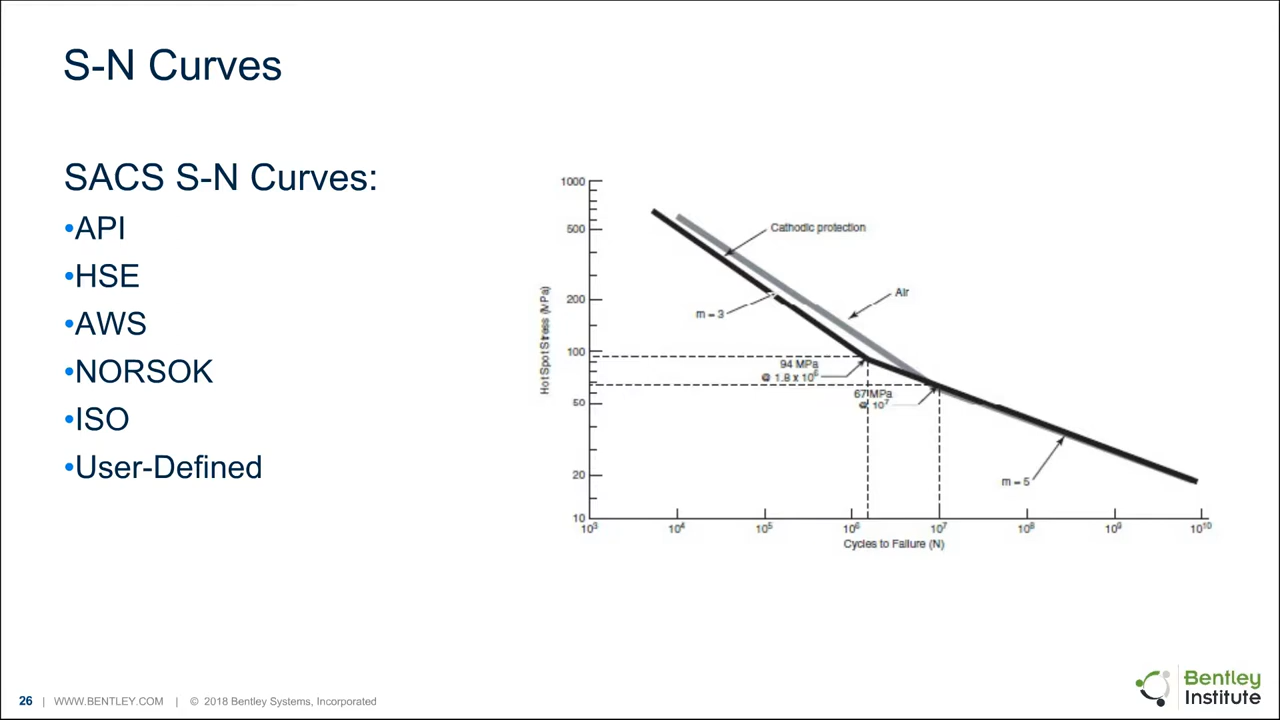 S-N Curves
SACS S-N Curves:
•API
•HSE
•AWS
•NORSOK
•ISO
•User-Defined
1000
500
200
100
50
20
10
Hot Spot Stress (MPa)
Cathodic protection
Air
m = 3
94 MPa
@ 1.8 x 10⁶
67 MPa
@ 10⁷
m = 5
10³ 10⁴ 10⁵ 10⁶ 10⁷ 10⁸ 10⁹ 10¹⁰
Cycles to Failure (N)
26 | WWW.BENTLEY.COM | © 2018 Bentley Systems, Incorporated
Bentley
Institute